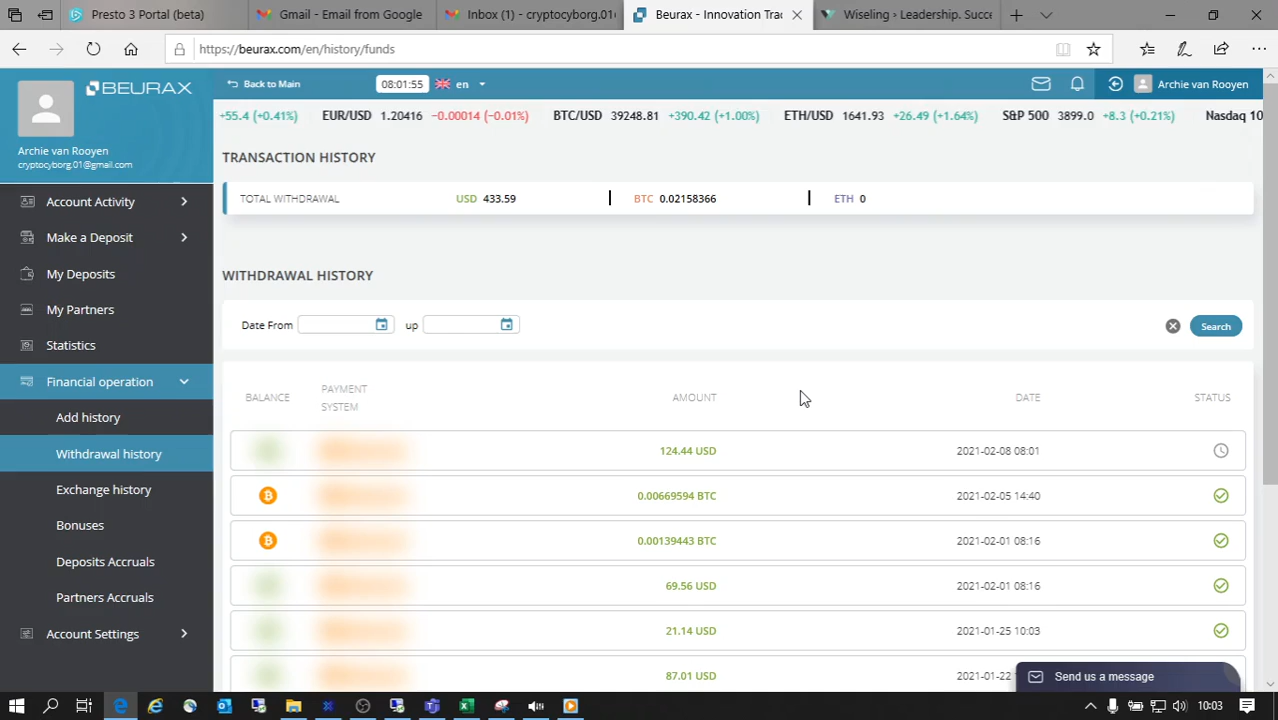 Presto 3 Portal (beta)
Gmail - Email from Google
Inbox (1) - cryptocyborg.01
Beurax - Innovation Trac
Wiseling › Leadership. Succe
https://beurax.com/en/history/funds
BEURAX
Back to Main
08:01:55
en
Archie van Rooyen
+55.4 (+0.41%) EUR/USD 1.20416 −0.00014 (−0.01%) BTC/USD 39248.81 +390.42 (+1.00%) ETH/USD 1641.93 +26.49 (+1.64%) S&P 500 3899.0 +8.3 (+0.21%) Nasdaq 10
Archie van Rooyen
cryptocyborg.01@gmail.com
Account Activity
Make a Deposit
My Deposits
My Partners
Statistics
Financial operation
Add history
Withdrawal history
Exchange history
Bonuses
Deposits Accruals
Partners Accruals
Account Settings
TRANSACTION HISTORY
TOTAL WITHDRAWAL USD 433.59 BTC 0.02158366 ETH 0
WITHDRAWAL HISTORY
Date From up Search
BALANCE PAYMENT SYSTEM AMOUNT DATE STATUS
124.44 USD 2021-02-08 08:01
0.00669594 BTC 2021-02-05 14:40
0.00139443 BTC 2021-02-01 08:16
69.56 USD 2021-02-01 08:16
21.14 USD 2021-01-25 10:03
87.01 USD 2021-01-22
Send us a message
10:03